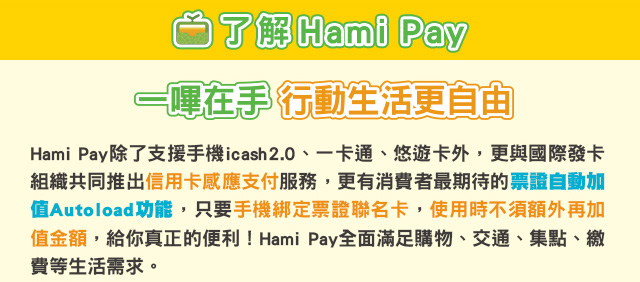 了解Hami Pay
一嗶在手 行動生活更自由
Hami Pay除了支援手機icash2.0、一卡通、悠遊卡外，更與國際發卡
組織共同推出信用卡感應支付服務，更有消費者最期待的票證自動加
值Autoload功能，只要手機綁定票證聯名卡，使用時不須額外再加
值金額，給你真正的便利！Hami Pay全面滿足購物、交通、集點、繳
費等生活需求。